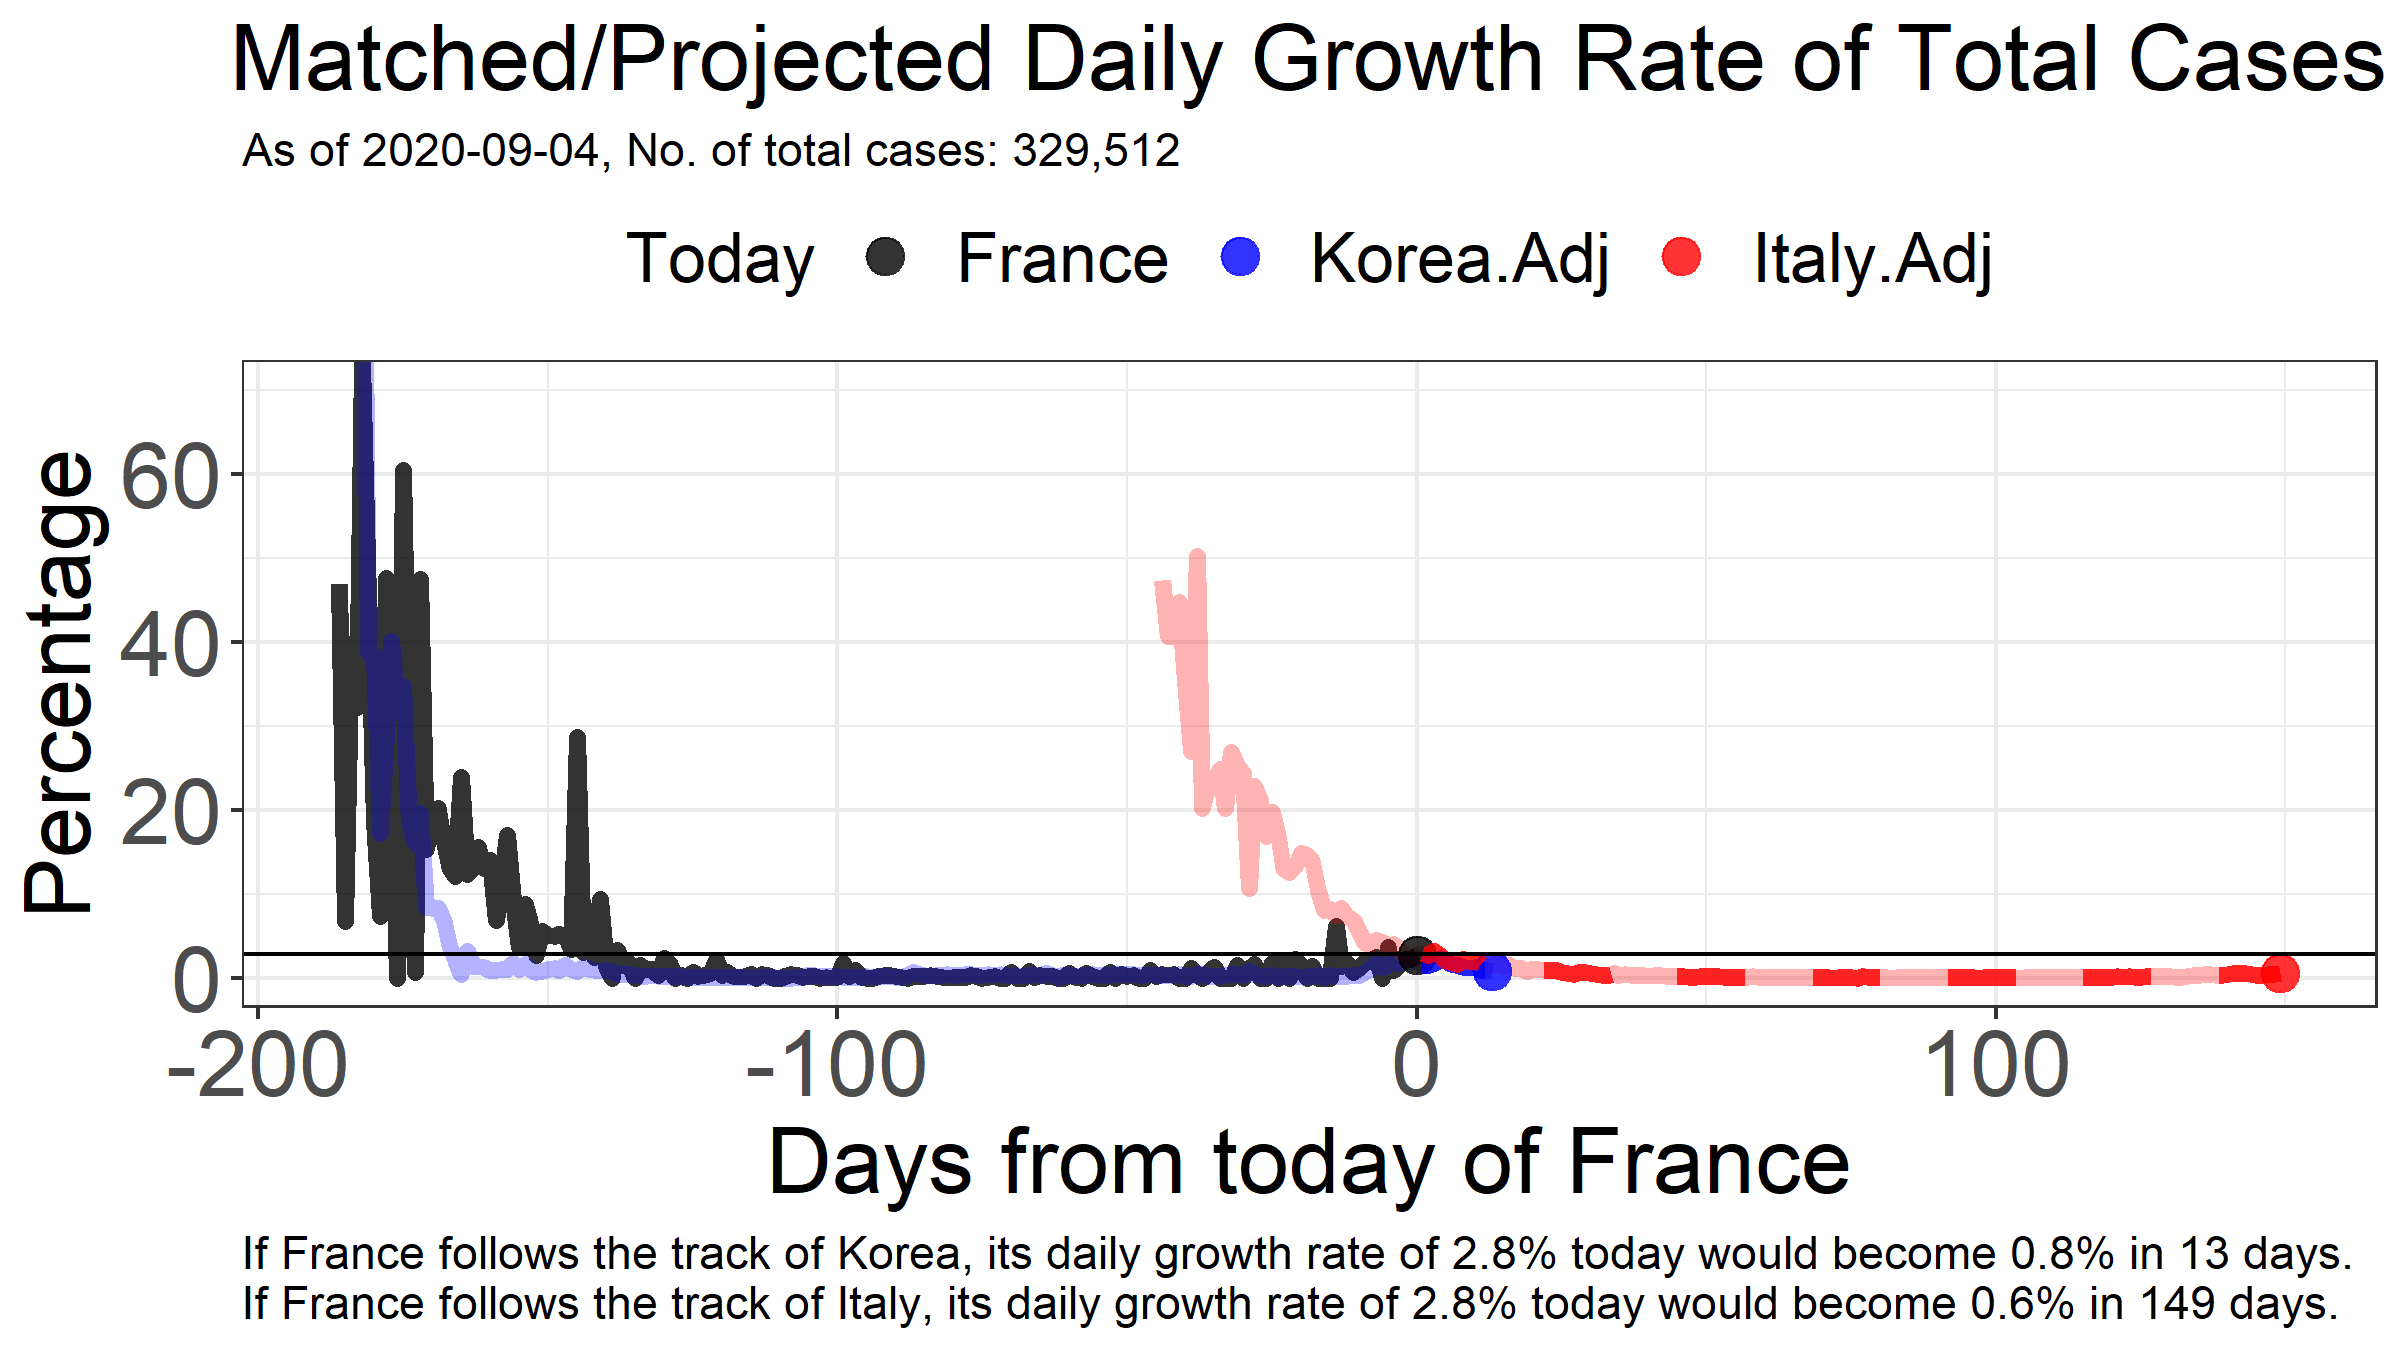 Matched/Projected Daily Growth Rate of Total Cases
As of 2020-09-04, No. of total cases: 329,512
Today France Korea.Adj Italy.Adj
Percentage
60
40
20
0
-200 -100 0 100
Days from today of France
If France follows the track of Korea, its daily growth rate of 2.8% today would become 0.8% in 13 days.
If France follows the track of Italy, its daily growth rate of 2.8% today would become 0.6% in 149 days.